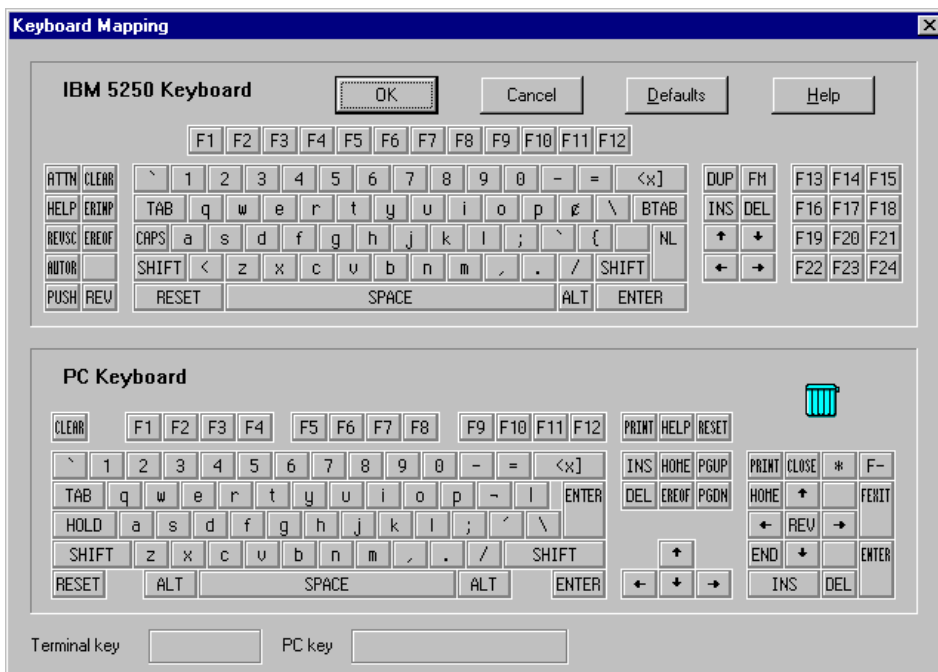 Keyboard Mapping
IBM 5250 Keyboard OK Cancel Defaults Help
F1 F2 F3 F4 F5 F6 F7 F8 F9 F10 F11 F12
ATTN CLEAR ` 1 2 3 4 5 6 7 8 9 0 - = <x] DUP FM F13 F14 F15
HELP ERINP TAB q w e r t y u i o p ¢ \ BTAB INS DEL F16 F17 F18
REVSC EREOF CAPS a s d f g h j k l ; ` { NL ↑ ↓ F19 F20 F21
AUTOR SHIFT < z x c v b n m , . / SHIFT ← → F22 F23 F24
PUSH REV RESET SPACE ALT ENTER
PC Keyboard
CLEAR F1 F2 F3 F4 F5 F6 F7 F8 F9 F10 F11 F12 PRINT HELP RESET
` 1 2 3 4 5 6 7 8 9 0 - = <x] INS HOME PGUP PRINT CLOSE * F-
TAB q w e r t y u i o p ¬ | ENTER DEL EREOF PGDN HOME ↑ FEXIT
HOLD a s d f g h j k l ; ´ \ ← REV →
SHIFT z x c v b n m , . / SHIFT ↑ END ↓ ENTER
RESET ALT SPACE ALT ENTER ← ↓ → INS DEL
Terminal key PC key